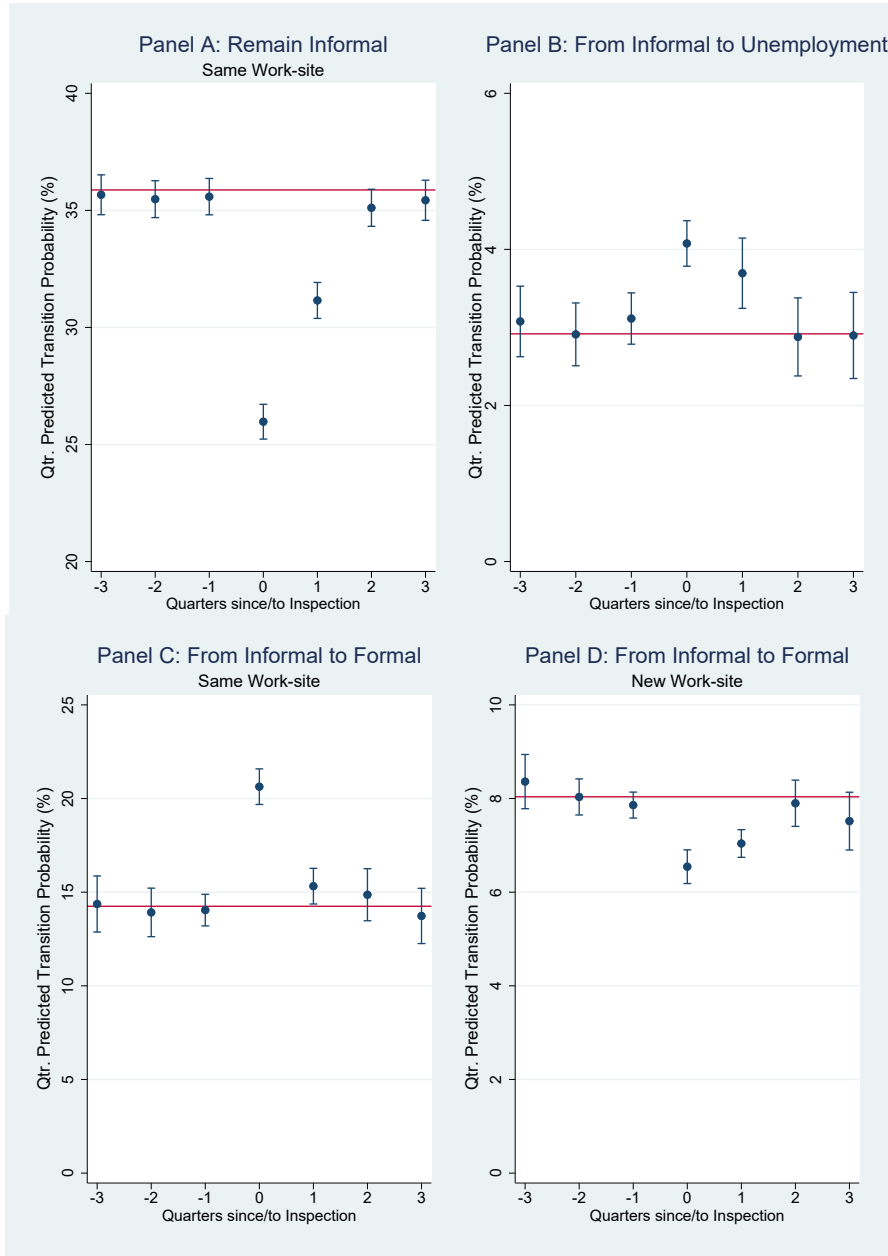 Panel A: Remain Informal
Same Work-site
Qtr. Predicted Transition Probability (%)
40
35
30
25
20
-3 -2 -1 0 1 2 3
Quarters since/to Inspection
Panel B: From Informal to Unemployment
Qtr. Predicted Transition Probability (%)
6
4
2
0
-3 -2 -1 0 1 2 3
Quarters since/to Inspection
Panel C: From Informal to Formal
Same Work-site
Qtr. Predicted Transition Probability (%)
25
20
15
10
5
0
-3 -2 -1 0 1 2 3
Quarters since/to Inspection
Panel D: From Informal to Formal
New Work-site
Qtr. Predicted Transition Probability (%)
10
8
6
4
2
0
-3 -2 -1 0 1 2 3
Quarters since/to Inspection